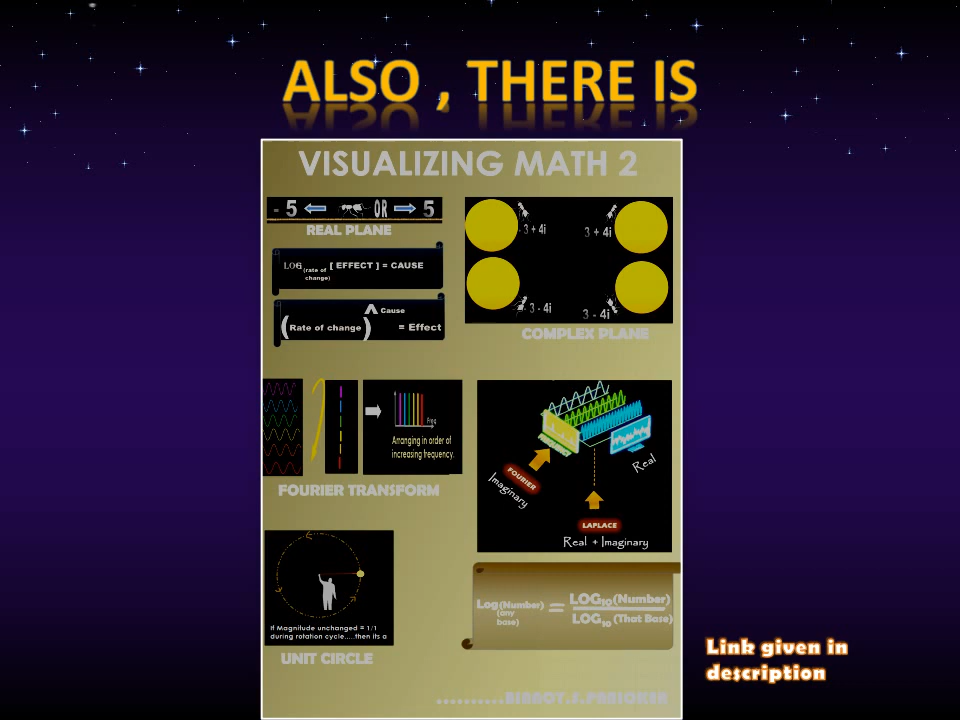 ALSO , THERE IS
VISUALIZING MATH 2
- 5 OR 5
REAL PLANE
LOG (rate of change) [ EFFECT ] = CAUSE
(Rate of change) ^ Cause = Effect
- 3 + 4i
3 + 4i
- 3 - 4i
3 - 4i
COMPLEX PLANE
Freq
Arranging in order of
increasing frequency.
FOURIER TRANSFORM
FREQUENCY
FOURIER
Imaginary
Real
LAPLACE
Real + Imaginary
If Magnitude unchanged = 1/1
during rotation cycle.....then its a
UNIT CIRCLE
Log(Number) (any base) = LOG10(Number)
LOG10 (That Base)
Link given in
description